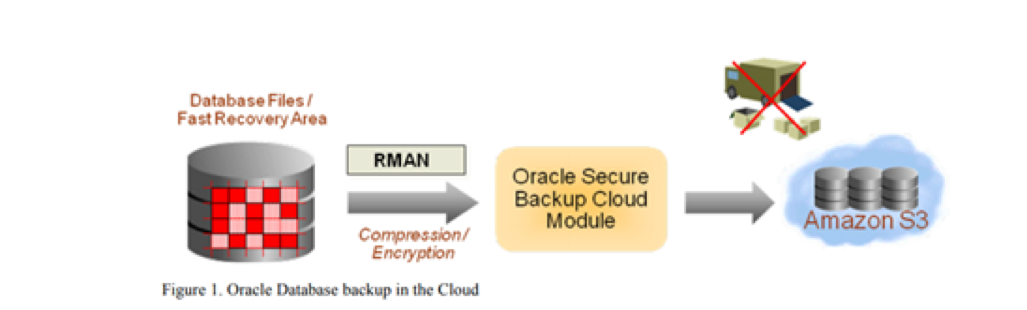 Database Files /
Fast Recovery Area
RMAN
Compression/
Encryption
Oracle Secure
Backup Cloud
Module
Amazon S3
Figure 1. Oracle Database backup in the Cloud